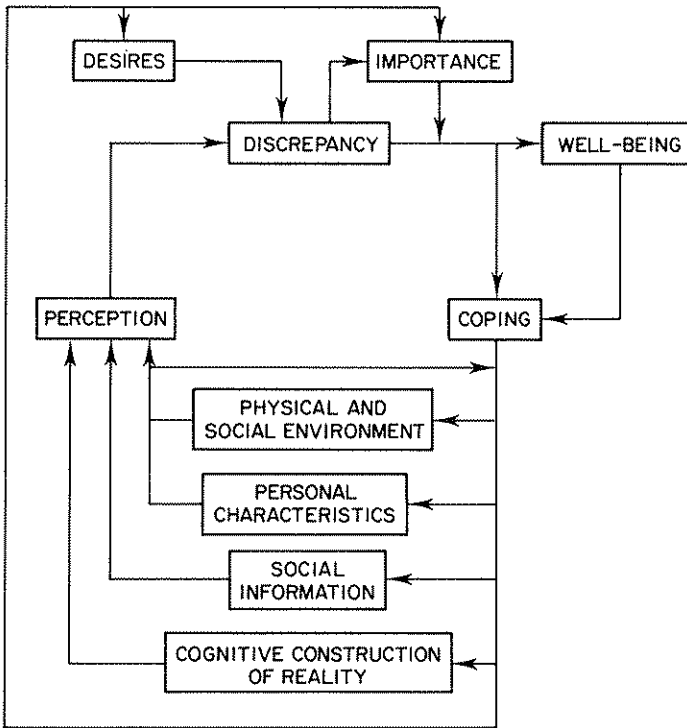 DESIRES
IMPORTANCE
DISCREPANCY
WELL-BEING
PERCEPTION
COPING
PHYSICAL AND
SOCIAL ENVIRONMENT
PERSONAL
CHARACTERISTICS
SOCIAL
INFORMATION
COGNITIVE CONSTRUCTION
OF REALITY